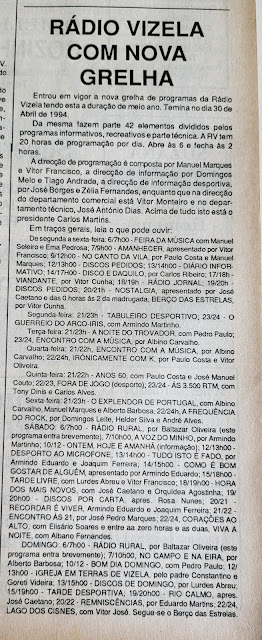 RÁDIO VIZELA
COM NOVA
GRELHA
Entrou em vigor a nova grelha de programas da Rádio
Vizela tendo esta a duração de meio ano. Temina no dia 30 de
Abril de 1994.
Da mesma fazem parte 42 elementos divididos pelos
programas informativos, recreativos e parte técnica. A RV tem
20 horas de programação por dia. Abre às 6 e fecha às 2
horas.
A direcção de programação é composta por Manuel Marques
e Vitor Francisco, a direcção de informação por Domingos
Melo e Tiago Andrade, a direcção de informação desportiva,
por José Borges e Zélia Fernandes, enquanto que na direcção
do departamento comercial está Vitor Monteiro e no departa-
mento técnico, José António Dias. Acima de tudo isto está o
presidente Carlos Martins.
Em traços gerais, leia o que pode ouvir:
De segunda a sexta feira: 6/7h00 - FEIRA DA MÚSICA com Manuel
Seleiro e Ema Pedrosa; 7/9h00 - AMANHECER, apresentado por Vitor
Francisco; 9/12h00 - NO CANTO DA VILA, por Paulo Costa e Manuel
Marques; 12/13h00 - DISCOS PEDIDOS; 13/14h00 - DIÁRIO INFOR-
MATIVO; 14/17h00 - DISCO E DAQUILO, por Carlos Ribeiro; 17/18h -
VIANDANTE, por Vitor Cunha; 18/19h - RÁDIO JORNAL; 19/20h -
DISCOS PEDIDOS; 20/21h - NOSTALGIA, apresentado por José
Caetano e das 0 horas às 2 da madrugada, BERÇO DAS ESTRELAS,
por Vitor Cunha.
Segunda-feira: 21/23h - TABULEIRO DESPORTIVO; 23/24 - O
GUERREIO DO ARCO-IRIS, com Armindo Martinho.
Terça feira: 21/23h - A NOITE DO TROVADOR, com Pedro Paulo;
23/24, ENCONTRO COM A MÚSICA, por Albino Carvalho.
Quarta feira: 21/22h, ENCONTRO COM A MÚSICA, por Albino
Carvalho; 22/24h, IRÓNICAMENTE COM K, por Paulo Costa e Vitor
Oliveira.
Quinta-feira: 21/22h - ANOS 60, com Paulo Costa e José Manuel
Couto; 22/23, FORA DE JOGO (desporto); 23/24 - ÀS 3.500 RTM, com
Tony Dinis e Carlos Alves.
Sexta feira: 21/23h - O EXPLENDOR DE PORTUGAL, com Albino
Carvalho, Manuel Marques e Alberto Barbosa, 22/24h, A FREQUÊNCIA
DO ROCK, por Domingos Leite, Helder Silva e André Alves.
SÁBADO: 6/7h00 - RÁDIO RURAL, por Baltazar Oliveira (este
programa entra brevemente); 7/10h00, A VOZ DO MINHO, por Armindo
Martinho; 10/12 - ONTEM, HOJE E AMANHÃ (informação); 12/13h00 -
DESPORTO AO MICROFONE; 13/14h00 - TUDO ISTO É FADO, por
Armindo Eduardo e Joaquim Ferreira; 14/15h00 - COMO É BOM
GOSTAR DE ALGUÉM, apresentado por Armindo Eduardo; 15/18h00 -
TARDE LIVRE, com Lurdes Abreu e Vitor Francisco; 18/19h00 - HORA
DOS MAIS NOVOS, com José Caetano e Orquidea Agostinha; 19/
20h00 - DISCOS POR CARTA, apres. Rosa Nunes; 20/21 -
RECORDAR É VIVER, Armindo Eduardo e Joaquim Ferreira; 21/22 -
ENCONTRO ÀS 21, por José Pedro Marques; 22/24, CORAÇÕES AO
ALTO, com Elisário Soares e entre as zero horas e as duas, VIVA A
NOITE, com Albano Fernandes.
DOMINGO: 6/7h00 - RÁDIO RURAL, por Baltazar Oliveira (este
programa entra brevemente); 7/10h00, NO CAMPO E NA EIRA, por
Alberto Barbosa; 10/12 - BOM DIA DOMINGO, com Pedro Paulo; 12/
13h00 - IGREJA EM TERRAS DE VIZELA, pelo padre Constantino e
Goreti Videira; 13/15h00 - DISCOS DE DOMINGO, por Lurdes Abreu;
15/19h00 - TARDE DESPORTIVA; 19/20h00 - RIO CALMO, apres.
José Caetano; 20/22 - REMNISCÊNCIAS, por Eduardo Martins; 22/24,
LAGO DOS CISNES, com Vitor José. Segue-se o Berço das Estrelas.